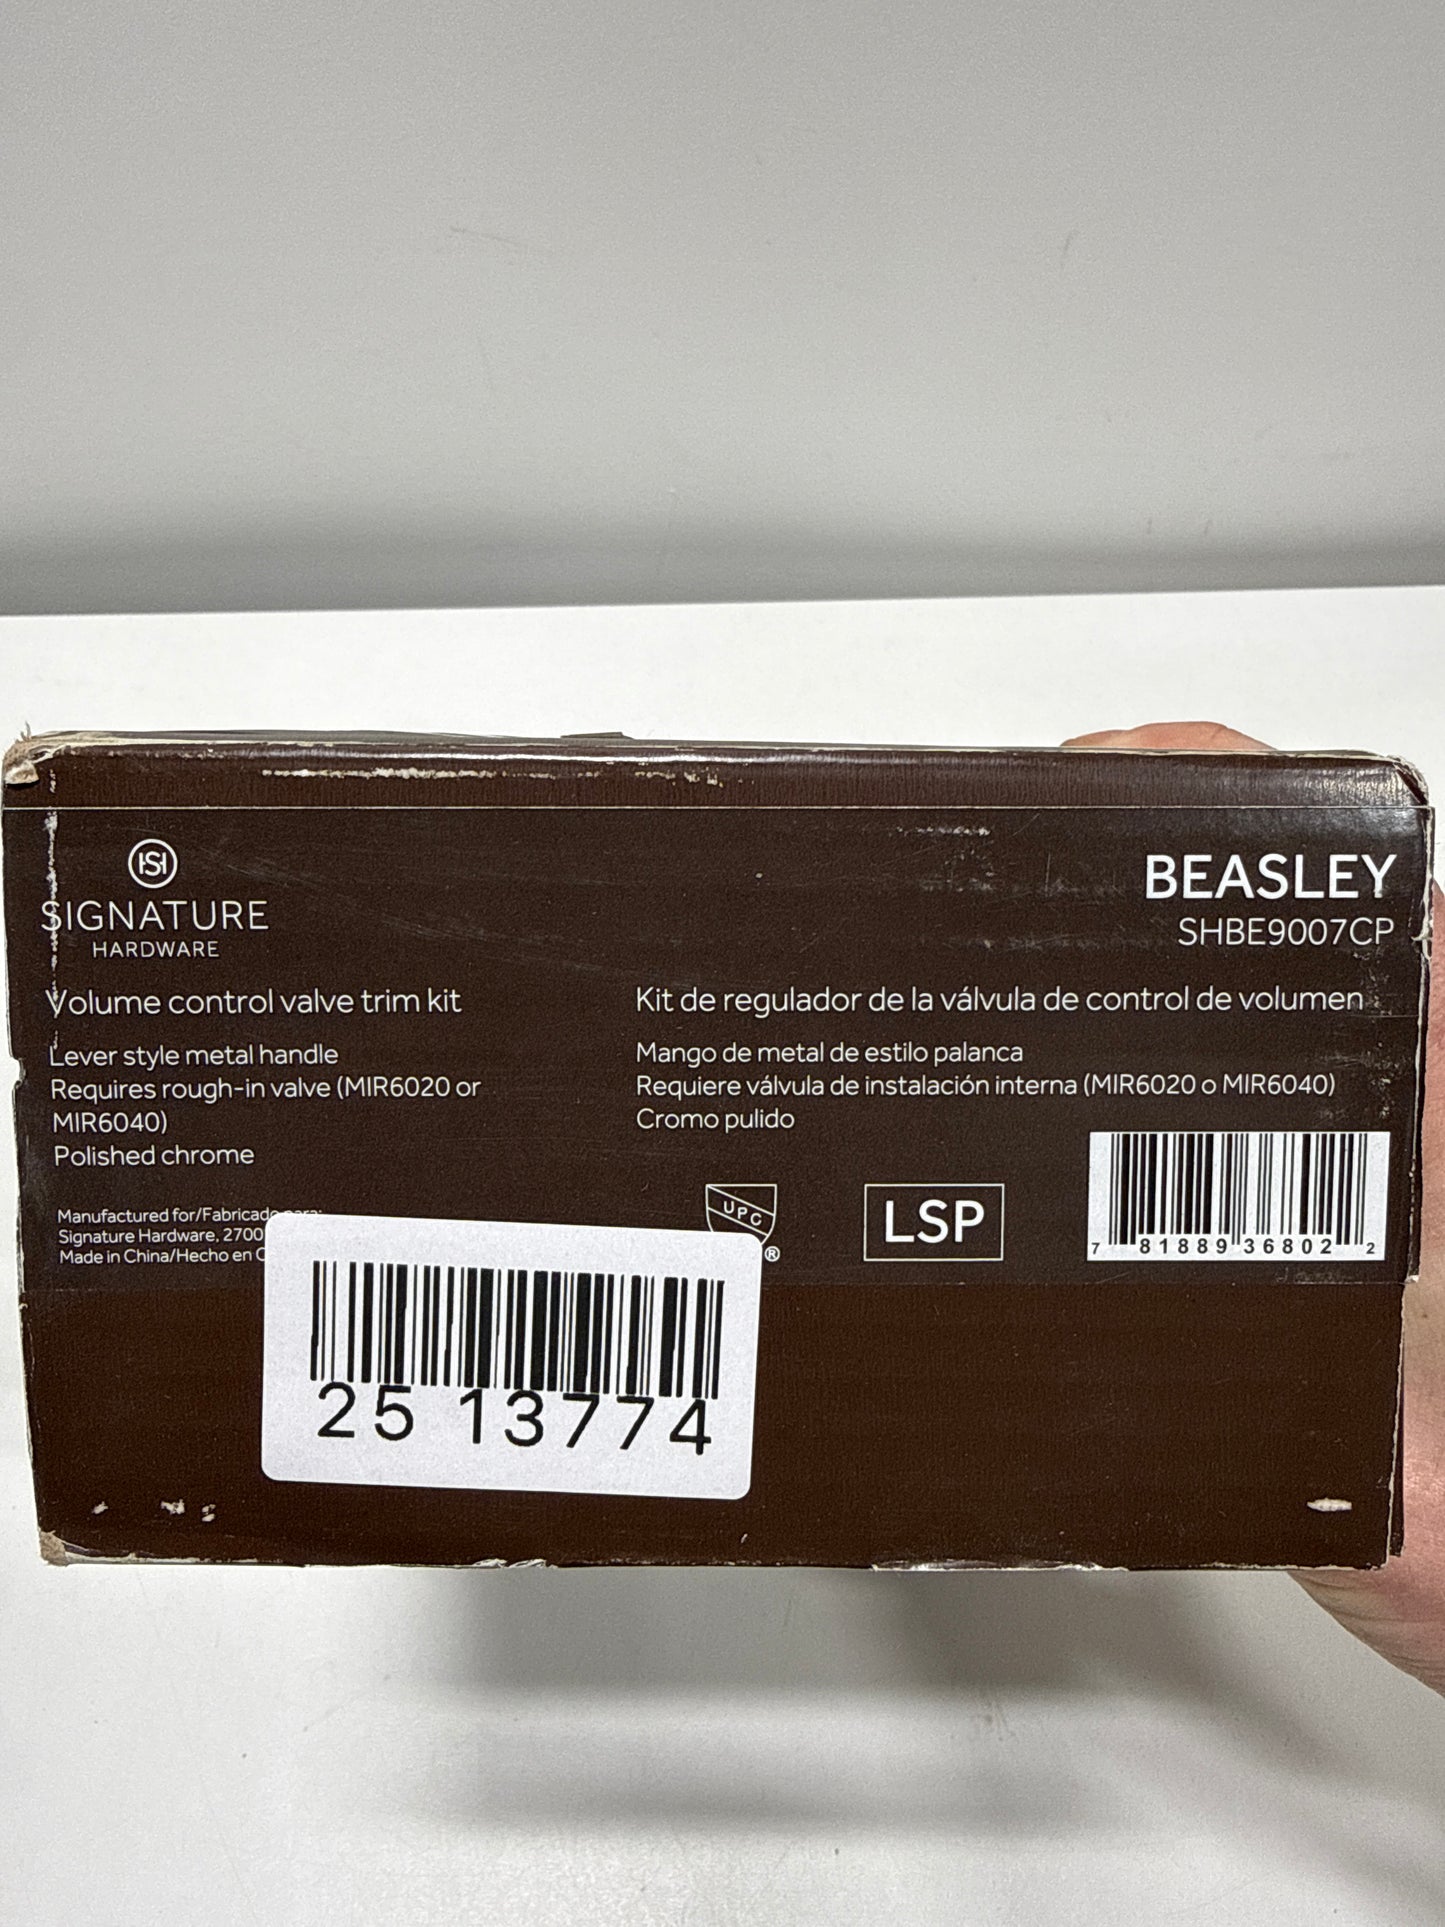 HSH
SIGNATURE
HARDWARE
BEASLEY
SHBE9007CP
Volume control valve trim kit
Lever style metal handle
Requires rough-in valve (MIR6020 or
MIR6040)
Polished chrome
Kit de regulador de la válvula de control de volumen
Mango de metal de estilo palanca
Requiere válvula de instalación interna (MIR6020 o MIR6040)
Cromo pulido
Manufactured for/Fabricado para:
Signature Hardware, 2700
Made in China/Hecho en C
UPC
®
LSP
7 81889 36802 2
25 13774